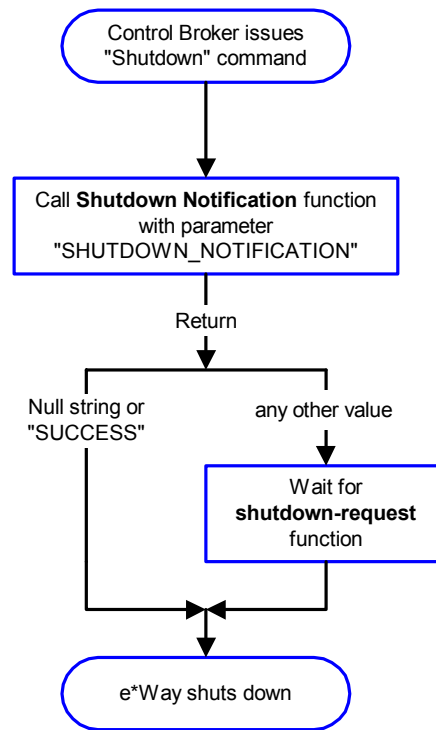 Control Broker issues
"Shutdown" command
Call Shutdown Notification function
with parameter
"SHUTDOWN_NOTIFICATION"
Return
Null string or
"SUCCESS"
any other value
Wait for
shutdown-request
function
e*Way shuts down